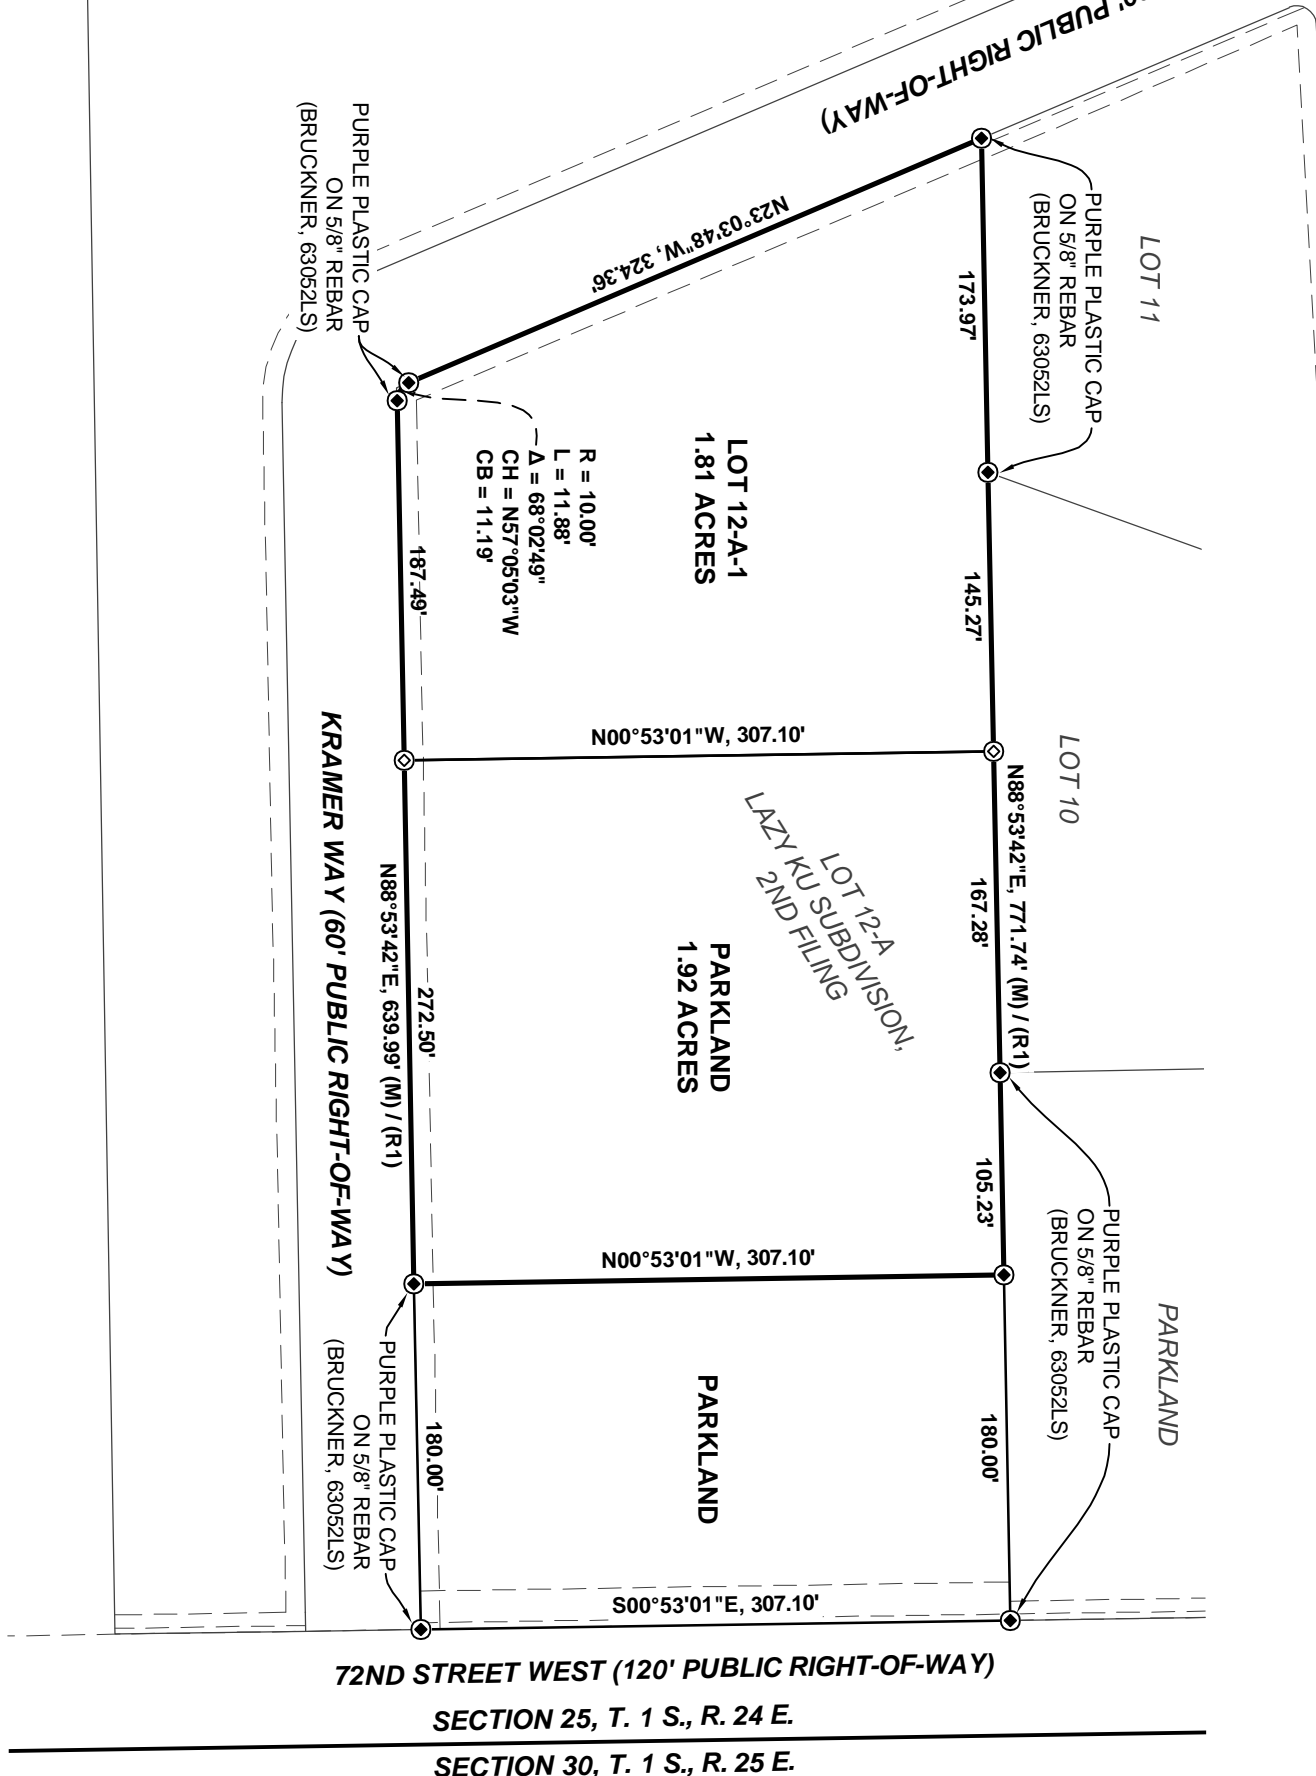 0' PUBLIC RIGHT-OF-WAY)
PURPLE PLASTIC CAP
ON 5/8" REBAR
(BRUCKNER, 63052LS)
N23°03'48"W, 324.36'
173.97'
PURPLE PLASTIC CAP
ON 5/8" REBAR
(BRUCKNER, 63052LS)
LOT 11
R = 10.00'
L = 11.88'
Δ = 68°02'49"
CH = N57°05'03"W
CB = 11.19'
LOT 12-A-1
1.81 ACRES
187.49'
145.27'
N00°53'01"W, 307.10'
LOT 10
N88°53'42"E, 771.74' (M) / (R1)
167.28'
LOT 12-A
LAZY KU SUBDIVISION,
2ND FILING
PARKLAND
1.92 ACRES
272.50'
N88°53'42"E, 639.99' (M) / (R1)
KRAMER WAY (60' PUBLIC RIGHT-OF-WAY)
105.23'
N00°53'01"W, 307.10'
PURPLE PLASTIC CAP
ON 5/8" REBAR
(BRUCKNER, 63052LS)
PARKLAND
PARKLAND
180.00'
180.00'
PURPLE PLASTIC CAP
ON 5/8" REBAR
(BRUCKNER, 63052LS)
S00°53'01"E, 307.10'
72ND STREET WEST (120' PUBLIC RIGHT-OF-WAY)
SECTION 25, T. 1 S., R. 24 E.
SECTION 30, T. 1 S., R. 25 E.